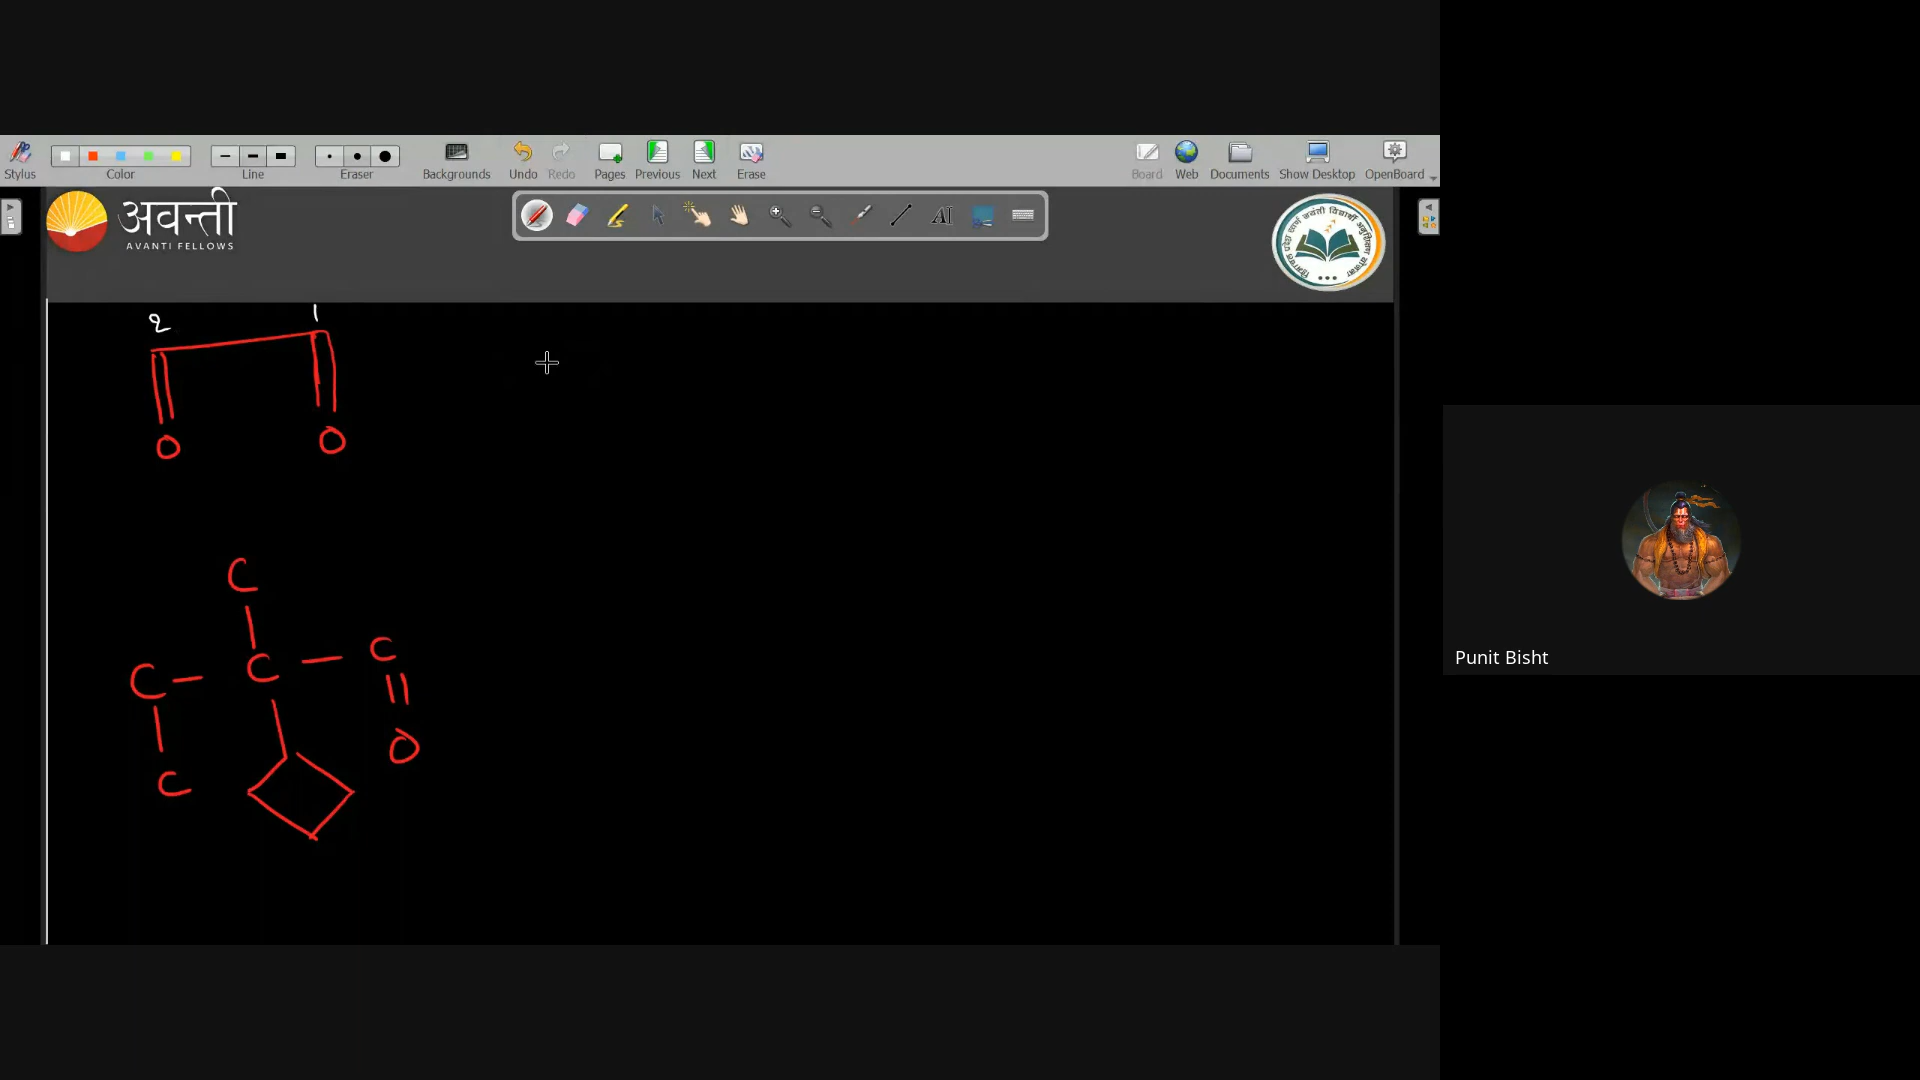 Stylus Color Line Eraser Backgrounds Undo Redo Pages Previous Next Erase Board Web Documents Show Desktop OpenBoard
अवन्ती
AVANTI FELLOWS
2 1
O O
C
C - C - C
C O
Punit Bisht